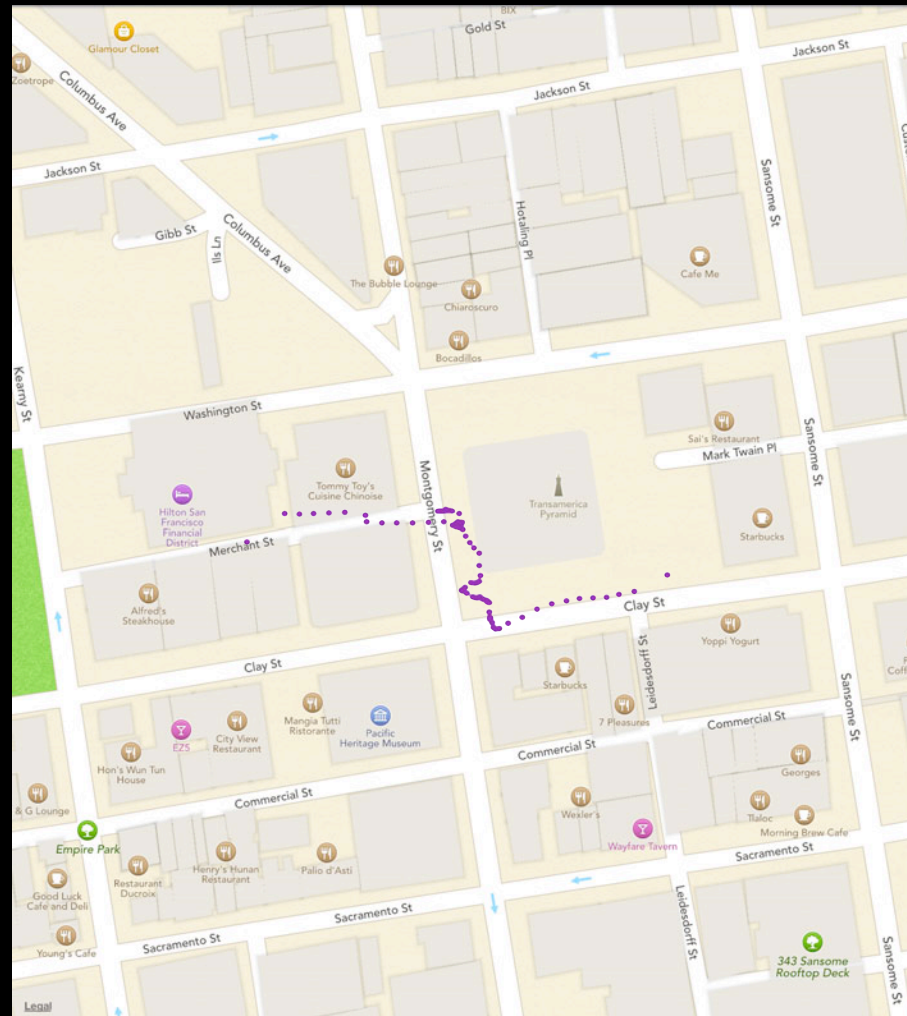 BIX
Gold St
Glamour Closet
Jackson St
Zoetrope
Columbus Ave
Jackson St
Jackson St
Sansome St
Hotaling Pl
Gibb St
Ils Ln
Columbus Ave
Cafe Me
The Bubble Lounge
Chiaroscuro
Bocadillos
Kearny St
Washington St
Sansome St
Sai's Restaurant
Mark Twain Pl
Tommy Toy's
Cuisine Chinoise
Montgomery St
Transamerica
Pyramid
Hilton San
Francisco
Financial
District
Starbucks
Merchant St
Clay St
Alfred's
Steakhouse
Yoppi Yogurt
Clay St
Leidesdorff St
Starbucks
Sansome St
7 Pleasures
Mangia Tutti
Ristorante
City View
Restaurant
Pacific
Heritage Museum
EZ5
Commercial St
Commercial St
Hon's Wun Tun
House
Georges
Commercial St
& G Lounge
Wexler's
Tlaloc
Morning Brew Cafe
Empire Park
Wayfare Tavern
Sacramento St
Restaurant
Ducroix
Henry's Hunan
Restaurant
Palio d'Asti
Good Luck
Cafe and Deli
Sacramento St
Leidesdorff St
Sacramento St
Young's Cafe
343 Sansome
Rooftop Deck
Sansome St
Legal